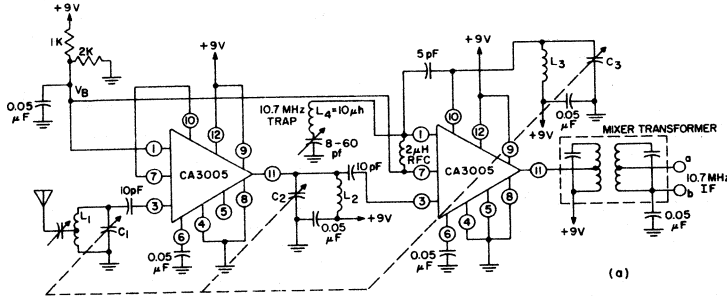 +9V
1K
2K
VB
0.05 μF
10pF
L1
C1
1
7
3
10
12
9
CA3005
11
6
4
5
8
0.05 μF
+9V
10.7 MHz TRAP
L4=10μh
8-60 pf
10pF
C2
L2
0.05 μF
+9V
5pF
2μH RFC
1
7
3
10
12
9
CA3005
11
6
4
5
8
0.05 μF
+9V
L3
C3
0.05 μF
+9V
MIXER TRANSFORMER
a
10.7 MHz IF
b
+9V
0.05 μF
(a)